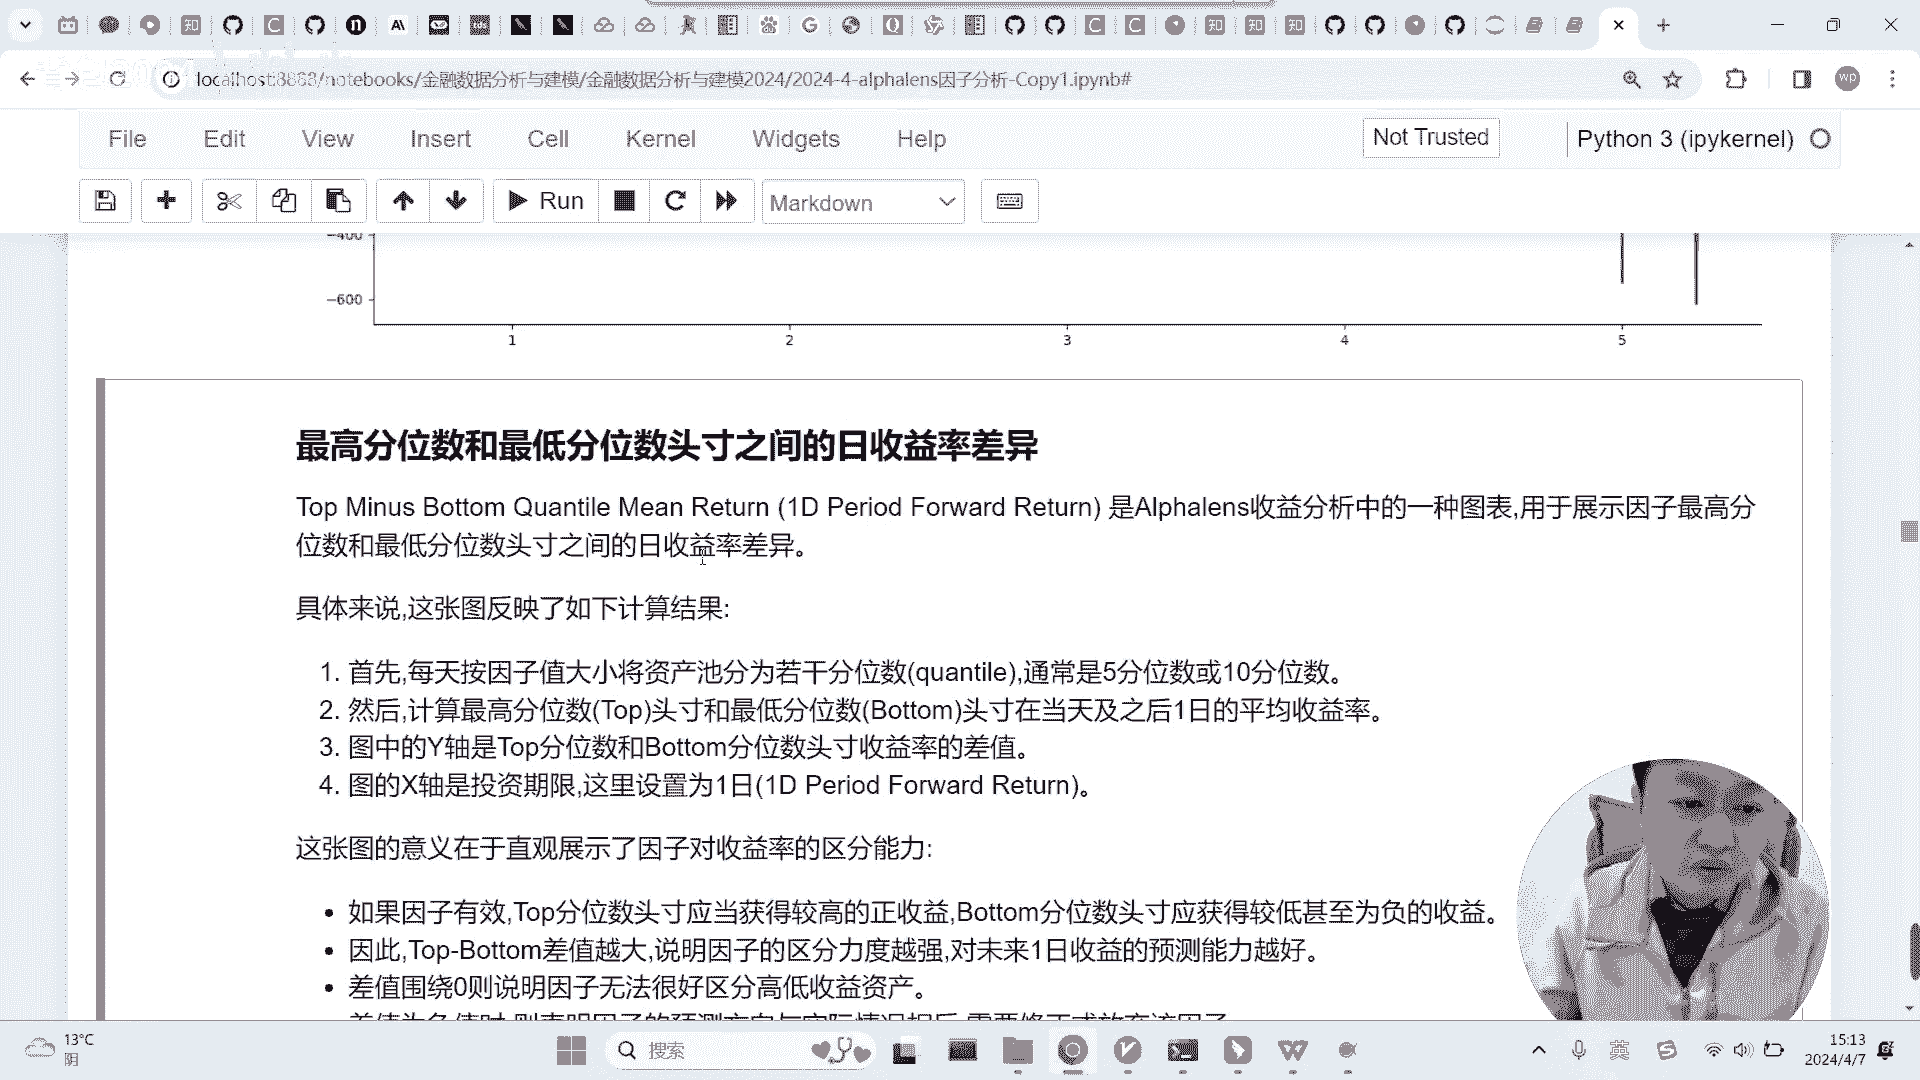 localhost:8888/notebooks/金融数据分析与建模/金融数据分析与建模2024/2024-4-alphalens因子分析-Copy1.ipynb#
wp
File Edit View Insert Cell Kernel Widgets Help Not Trusted Python 3 (ipykernel)
Run Markdown
−400
−600
1 2 3 4 5
最高分位数和最低分位数头寸之间的日收益率差异
Top Minus Bottom Quantile Mean Return (1D Period Forward Return) 是Alphalens收益分析中的一种图表,用于展示因子最高分
位数和最低分位数头寸之间的日收益率差异。
具体来说,这张图反映了如下计算结果:
1. 首先,每天按因子值大小将资产池分为若干分位数(quantile),通常是5分位数或10分位数。
2. 然后,计算最高分位数(Top)头寸和最低分位数(Bottom)头寸在当天及之后1日的平均收益率。
3. 图中的Y轴是Top分位数和Bottom分位数头寸收益率的差值。
4. 图的X轴是投资期限,这里设置为1日(1D Period Forward Return)。
这张图的意义在于直观展示了因子对收益率的区分能力:
• 如果因子有效,Top分位数头寸应当获得较高的正收益,Bottom分位数头寸应获得较低甚至为负的收益。
• 因此,Top-Bottom差值越大,说明因子的区分力度越强,对未来1日收益的预测能力越好。
• 差值围绕0则说明因子无法很好区分高低收益资产。
13°C
阴
搜索
英
15:13
2024/4/7